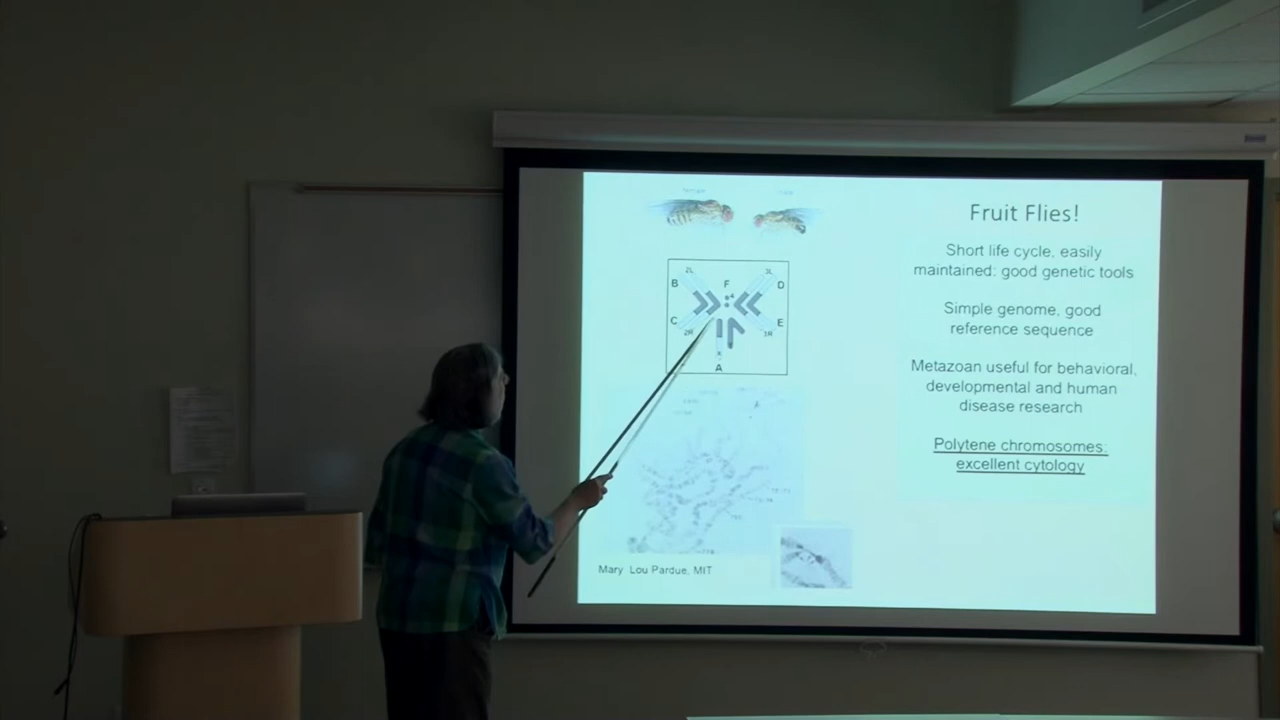 Fruit Flies!
Short life cycle, easily
maintained: good genetic tools
Simple genome, good
reference sequence
Metazoan useful for behavioral,
developmental and human
disease research
Polytene chromosomes:
excellent cytology
2L
3L
B
F
D
4
C
E
2R
3R
X
A
Mary Lou Pardue, MIT